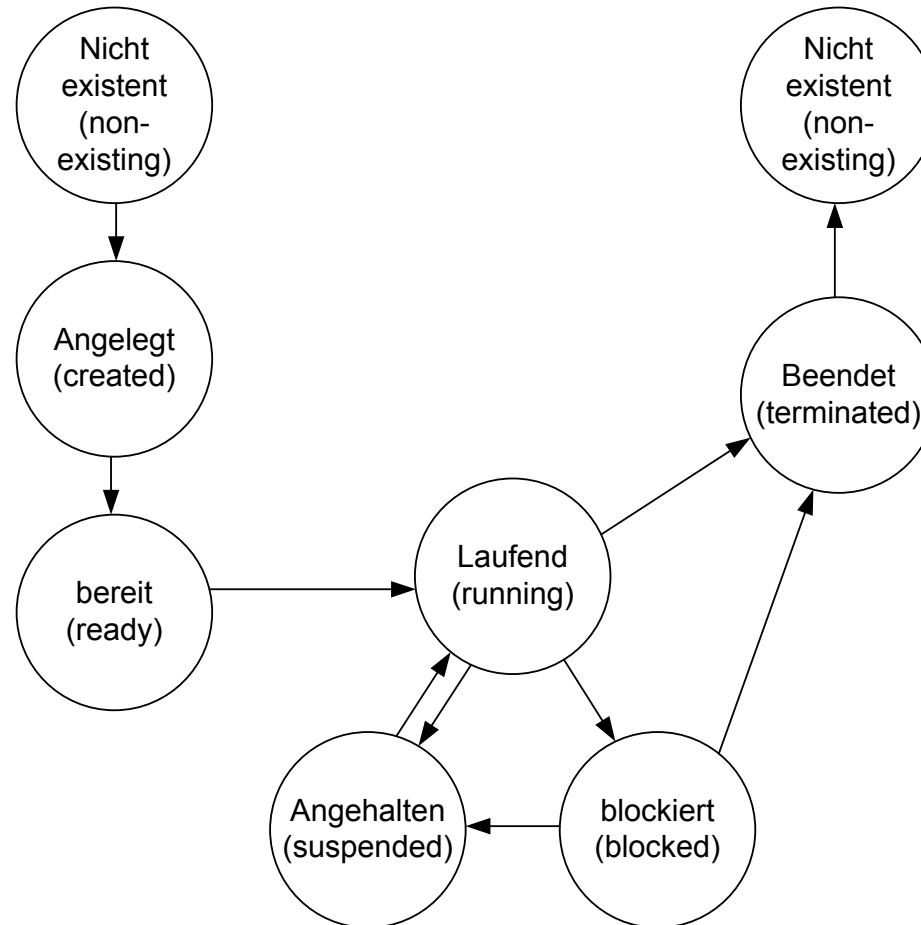 Nicht
existent
(non-
existing)
Nicht
existent
(non-
existing)
Angelegt
(created)
Beendet
(terminated)
bereit
(ready)
Laufend
(running)
Angehalten
(suspended)
blockiert
(blocked)